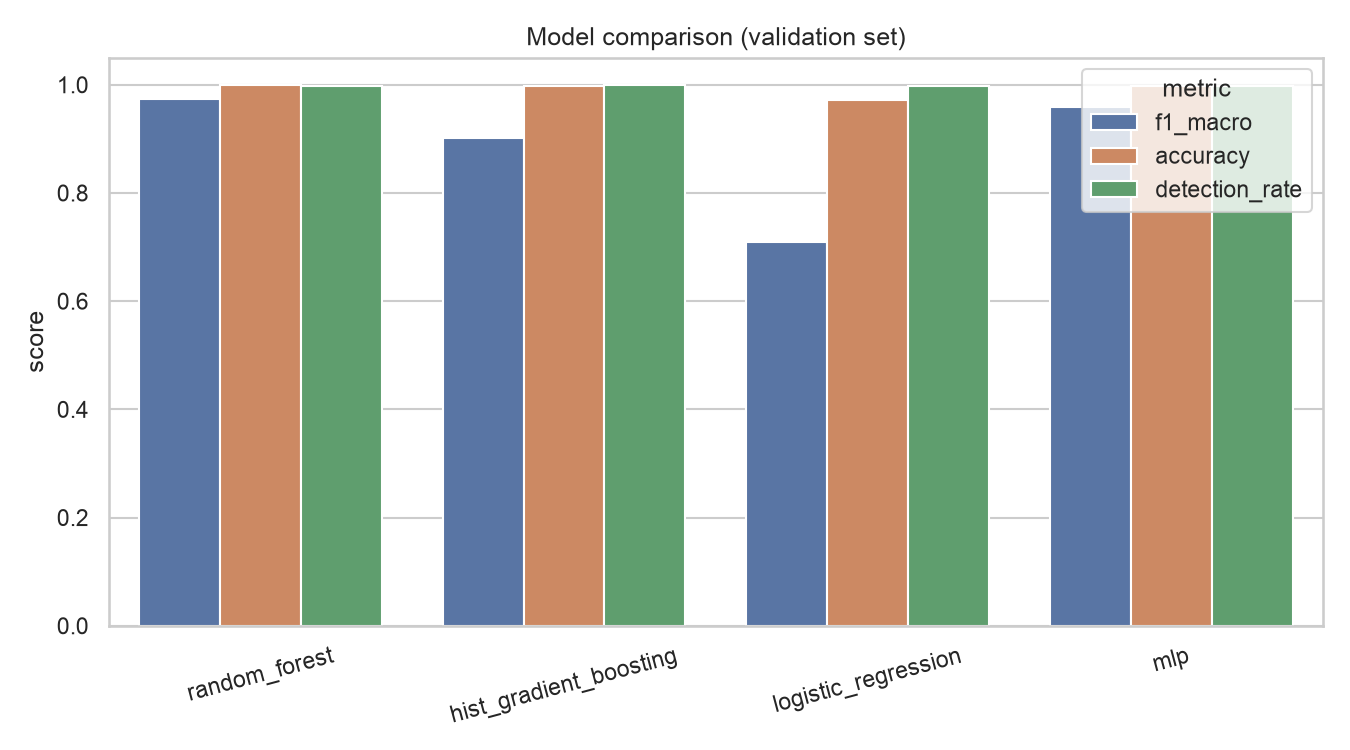 Model comparison (validation set)
metric
f1_macro
accuracy
detection_rate
score
1.0
0.8
0.6
0.4
0.2
0.0
random_forest
hist_gradient_boosting
logistic_regression
mlp